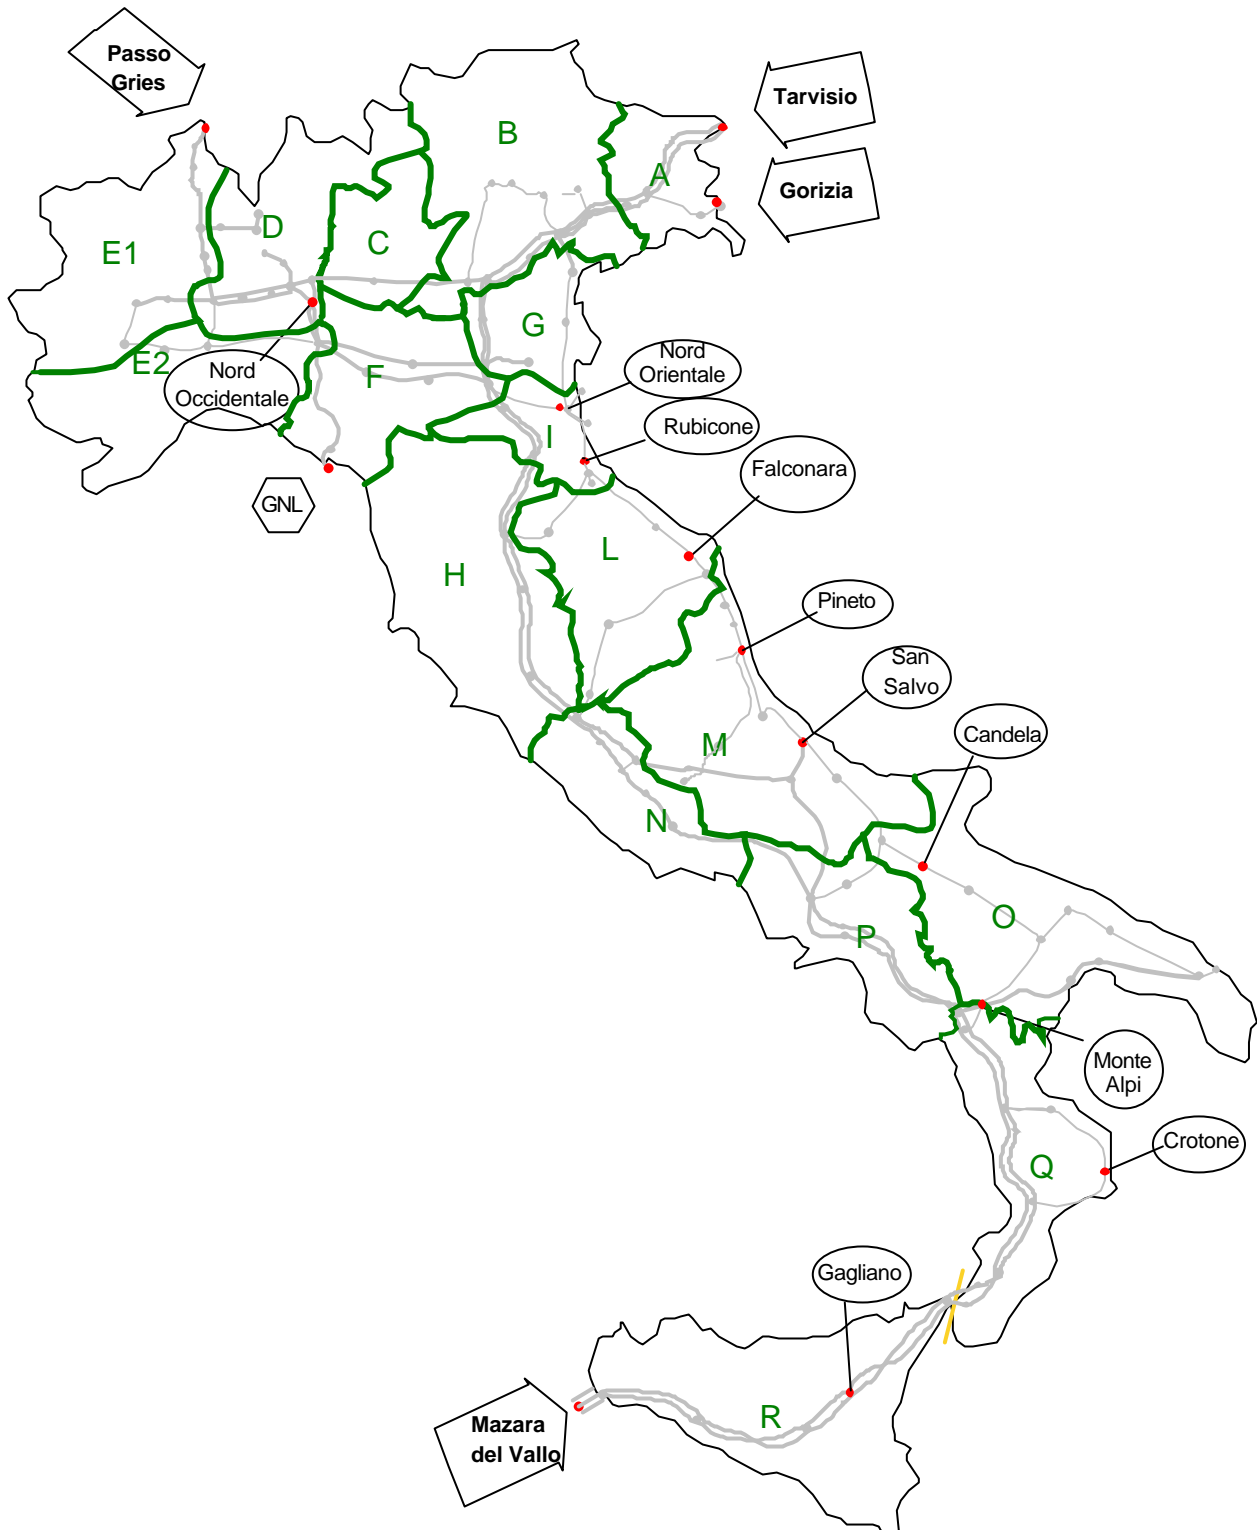 Passo
Gries
Tarvisio
B
A
Gorizia
D
C
E1
G
E2
Nord
Occidentale
F
Nord
Orientale
I
Rubicone
Falconara
GNL
L
H
Pineto
San
Salvo
M
Candela
N
O
P
Monte
Alpi
Q
Crotone
Gagliano
R
Mazara
del Vallo